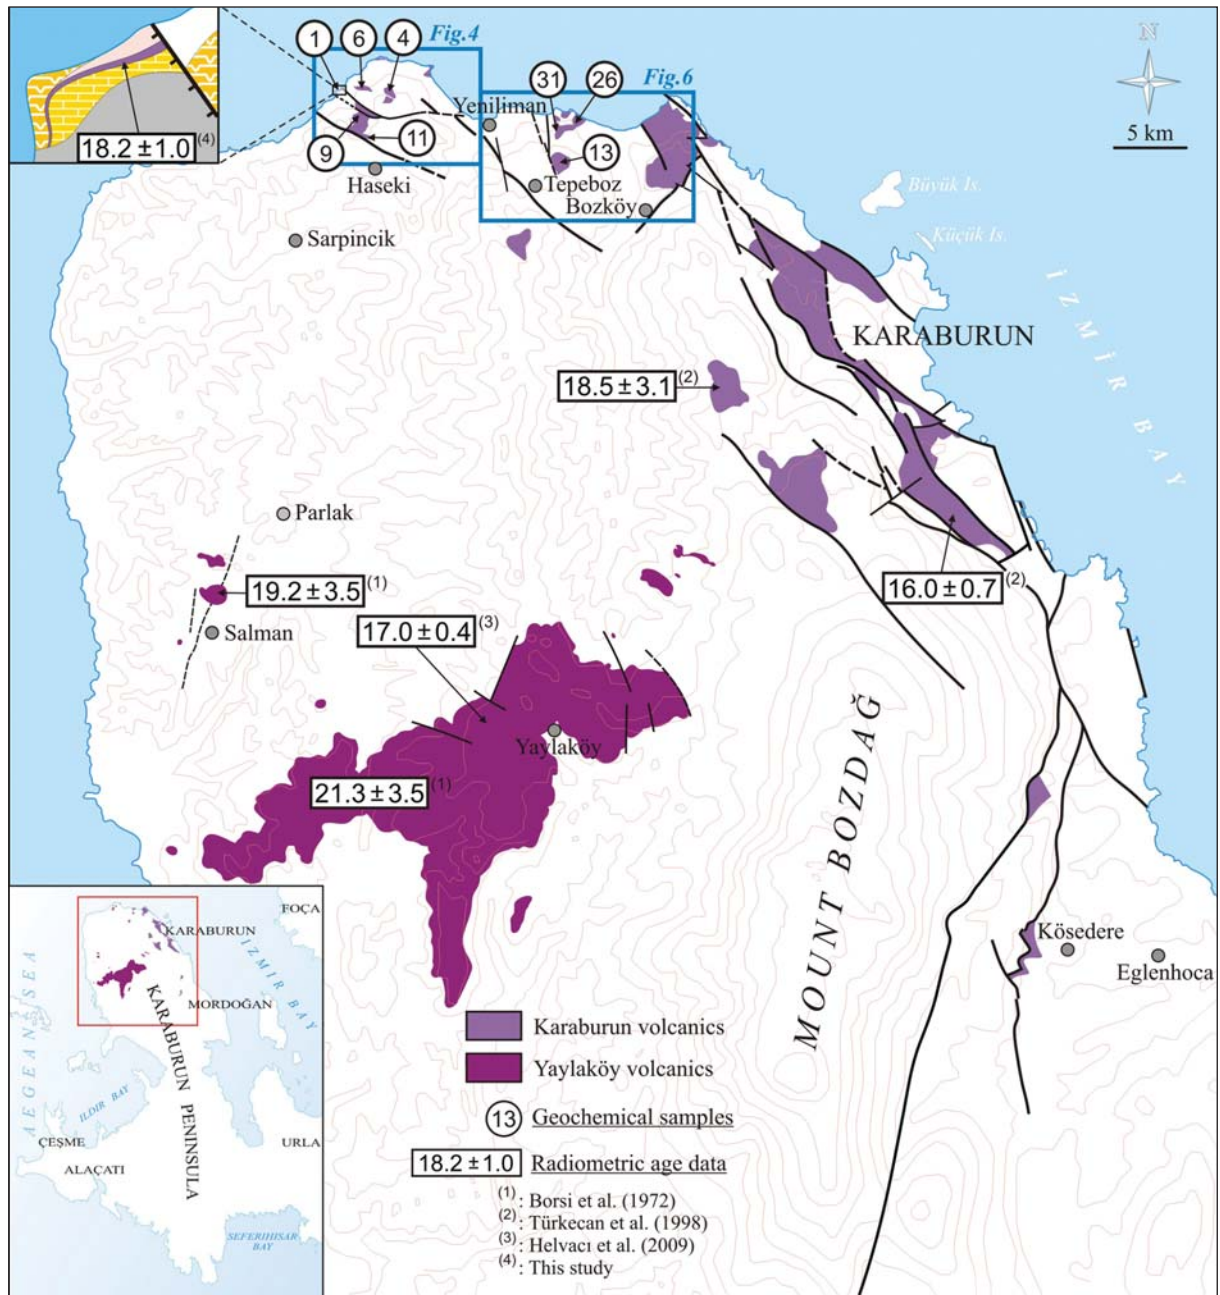 1
6
4
Fig.4
N
5 km
31
26
Fig.6
Yeniliman
18.2 ± 1.0 (4)
9
11
13
Haseki
Tepeboz
Bozköy
Büyük Is.
Küçük Is.
Sarpincik
İZMİR BAY
KARABURUN
18.5 ± 3.1 (2)
Parlak
19.2 ± 3.5 (1)
16.0 ± 0.7 (2)
17.0 ± 0.4 (3)
Salman
Yaylaköy
21.3 ± 3.5 (1)
MOUNT BOZDAĞ
Kösedere
Eglenhoca
FOÇA
KARABURUN
IZMIR BAY
AEGEAN SEA
MORDOĞAN
KARABURUN PENINSULA
ILDIR BAY
ÇEŞME
URLA
ALAÇATI
SEFERIHISAR
BAY
Karaburun volcanics
Yaylaköy volcanics
13 Geochemical samples
18.2 ± 1.0 Radiometric age data
(1): Borsi et al. (1972)
(2): Türkecan et al. (1998)
(3): Helvacı et al. (2009)
(4): This study